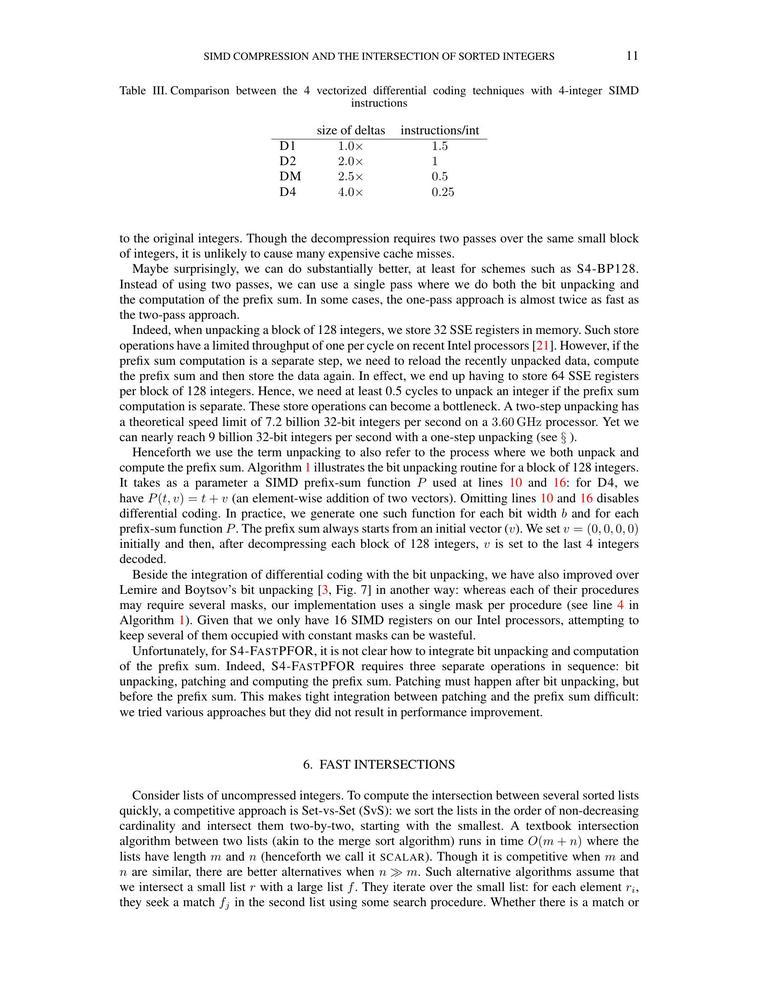 SIMD COMPRESSION AND THE INTERSECTION OF SORTED INTEGERS 11
Table III. Comparison between the 4 vectorized differential coding techniques with 4-integer SIMD
instructions
size of deltas instructions/int
D1 1.0× 1.5
D2 2.0× 1
DM 2.5× 0.5
D4 4.0× 0.25
to the original integers. Though the decompression requires two passes over the same small block
of integers, it is unlikely to cause many expensive cache misses.
Maybe surprisingly, we can do substantially better, at least for schemes such as S4-BP128.
Instead of using two passes, we can use a single pass where we do both the bit unpacking and
the computation of the prefix sum. In some cases, the one-pass approach is almost twice as fast as
the two-pass approach.
Indeed, when unpacking a block of 128 integers, we store 32 SSE registers in memory. Such store
operations have a limited throughput of one per cycle on recent Intel processors [21]. However, if the
prefix sum computation is a separate step, we need to reload the recently unpacked data, compute
the prefix sum and then store the data again. In effect, we end up having to store 64 SSE registers
per block of 128 integers. Hence, we need at least 0.5 cycles to unpack an integer if the prefix sum
computation is separate. These store operations can become a bottleneck. A two-step unpacking has
a theoretical speed limit of 7.2 billion 32-bit integers per second on a 3.60 GHz processor. Yet we
can nearly reach 9 billion 32-bit integers per second with a one-step unpacking (see § ).
Henceforth we use the term unpacking to also refer to the process where we both unpack and
compute the prefix sum. Algorithm 1 illustrates the bit unpacking routine for a block of 128 integers.
It takes as a parameter a SIMD prefix-sum function P used at lines 10 and 16: for D4, we
have P(t, v) = t + v (an element-wise addition of two vectors). Omitting lines 10 and 16 disables
differential coding. In practice, we generate one such function for each bit width b and for each
prefix-sum function P. The prefix sum always starts from an initial vector (v). We set v = (0, 0, 0, 0)
initially and then, after decompressing each block of 128 integers, v is set to the last 4 integers
decoded.
Beside the integration of differential coding with the bit unpacking, we have also improved over
Lemire and Boytsov's bit unpacking [3, Fig. 7] in another way: whereas each of their procedures
may require several masks, our implementation uses a single mask per procedure (see line 4 in
Algorithm 1). Given that we only have 16 SIMD registers on our Intel processors, attempting to
keep several of them occupied with constant masks can be wasteful.
Unfortunately, for S4-FASTPFOR, it is not clear how to integrate bit unpacking and computation
of the prefix sum. Indeed, S4-FASTPFOR requires three separate operations in sequence: bit
unpacking, patching and computing the prefix sum. Patching must happen after bit unpacking, but
before the prefix sum. This makes tight integration between patching and the prefix sum difficult:
we tried various approaches but they did not result in performance improvement.
6. FAST INTERSECTIONS
Consider lists of uncompressed integers. To compute the intersection between several sorted lists
quickly, a competitive approach is Set-vs-Set (SvS): we sort the lists in the order of non-decreasing
cardinality and intersect them two-by-two, starting with the smallest. A textbook intersection
algorithm between two lists (akin to the merge sort algorithm) runs in time O(m + n) where the
lists have length m and n (henceforth we call it SCALAR). Though it is competitive when m and
n are similar, there are better alternatives when n ≫ m. Such alternative algorithms assume that
we intersect a small list r with a large list f. They iterate over the small list: for each element rᵢ,
they seek a match fⱼ in the second list using some search procedure. Whether there is a match or